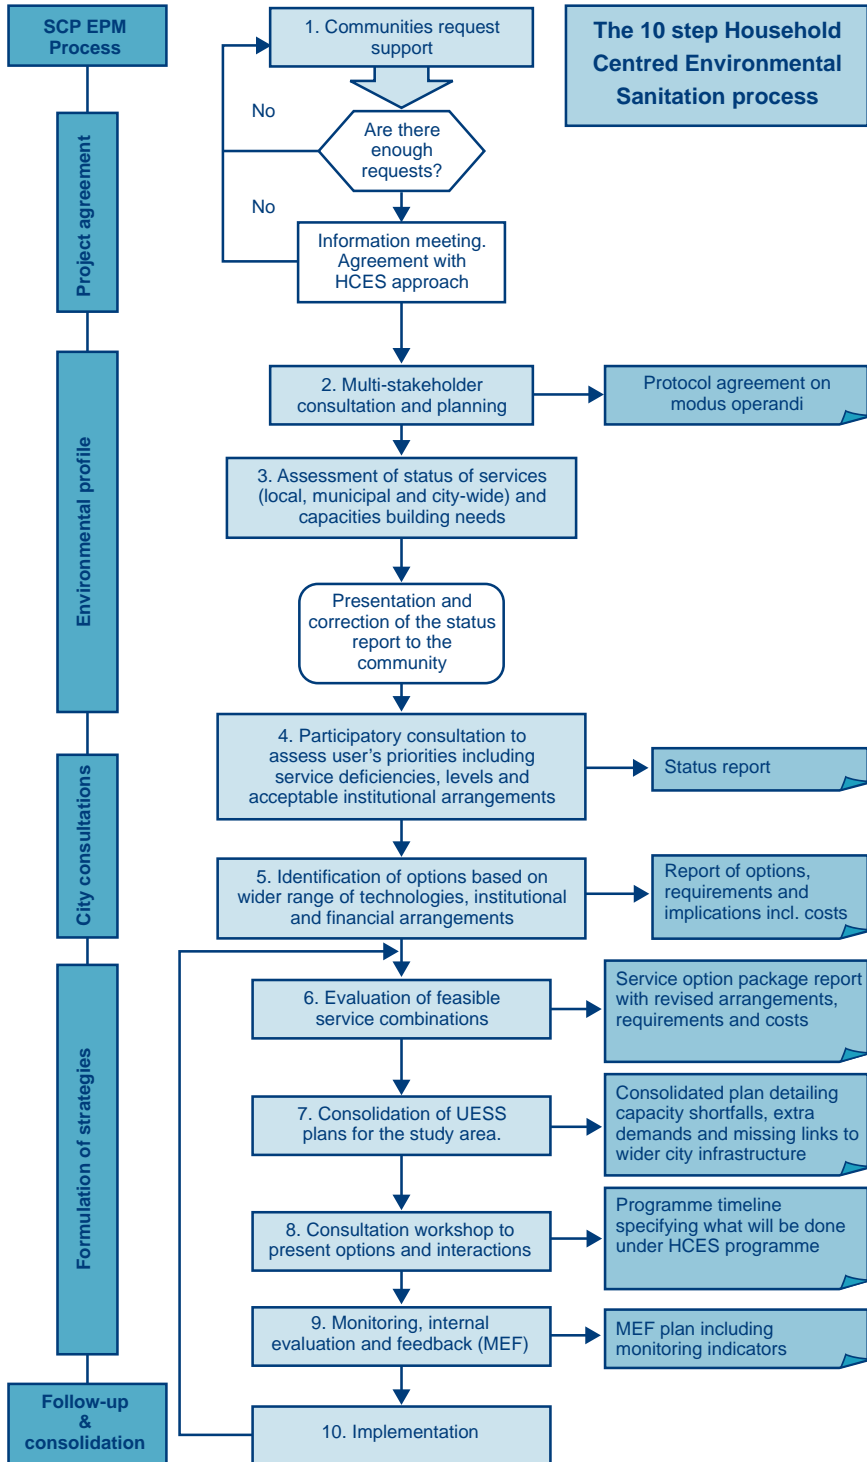 SCP EPM
Process
1. Communities request
support
The 10 step Household
Centred Environmental
Sanitation process
No
Are there
enough
requests?
No
Information meeting.
Agreement with
HCES approach
Project agreement
2. Multi-stakeholder
consultation and planning
Protocol agreement on
modus operandi
3. Assessment of status of services
(local, municipal and city-wide) and
capacities building needs
Environmental profile
Presentation and
correction of the status
report to the
community
4. Participatory consultation to
assess user's priorities including
service deficiencies, levels and
acceptable institutional arrangements
Status report
City consultations
5. Identification of options based on
wider range of technologies, institutional
and financial arrangements
Report of options,
requirements and
implications incl. costs
6. Evaluation of feasible
service combinations
Service option package report
with revised arrangements,
requirements and costs
Formulation of strategies
7. Consolidation of UESS
plans for the study area.
Consolidated plan detailing
capacity shortfalls, extra
demands and missing links to
wider city infrastructure
8. Consultation workshop to
present options and interactions
Programme timeline
specifying what will be done
under HCES programme
9. Monitoring, internal
evaluation and feedback (MEF)
MEF plan including
monitoring indicators
Follow-up
&
consolidation
10. Implementation